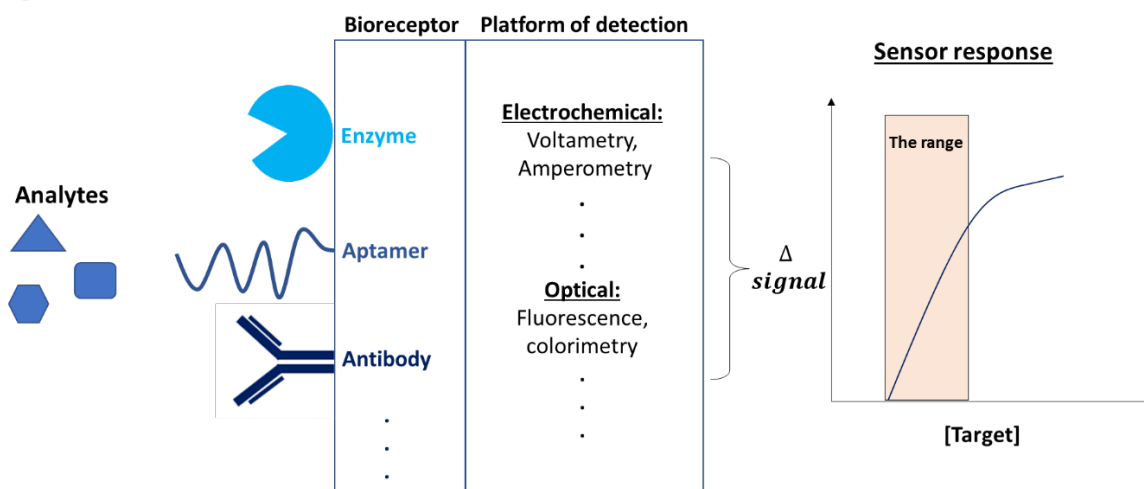 Bioreceptor
Platform of detection
Sensor response
Analytes
Enzyme
Aptamer
Antibody
Electrochemical:
Voltametry,
Amperometry
Optical:
Fluorescence,
colorimetry
Δ
signal
The range
[Target]